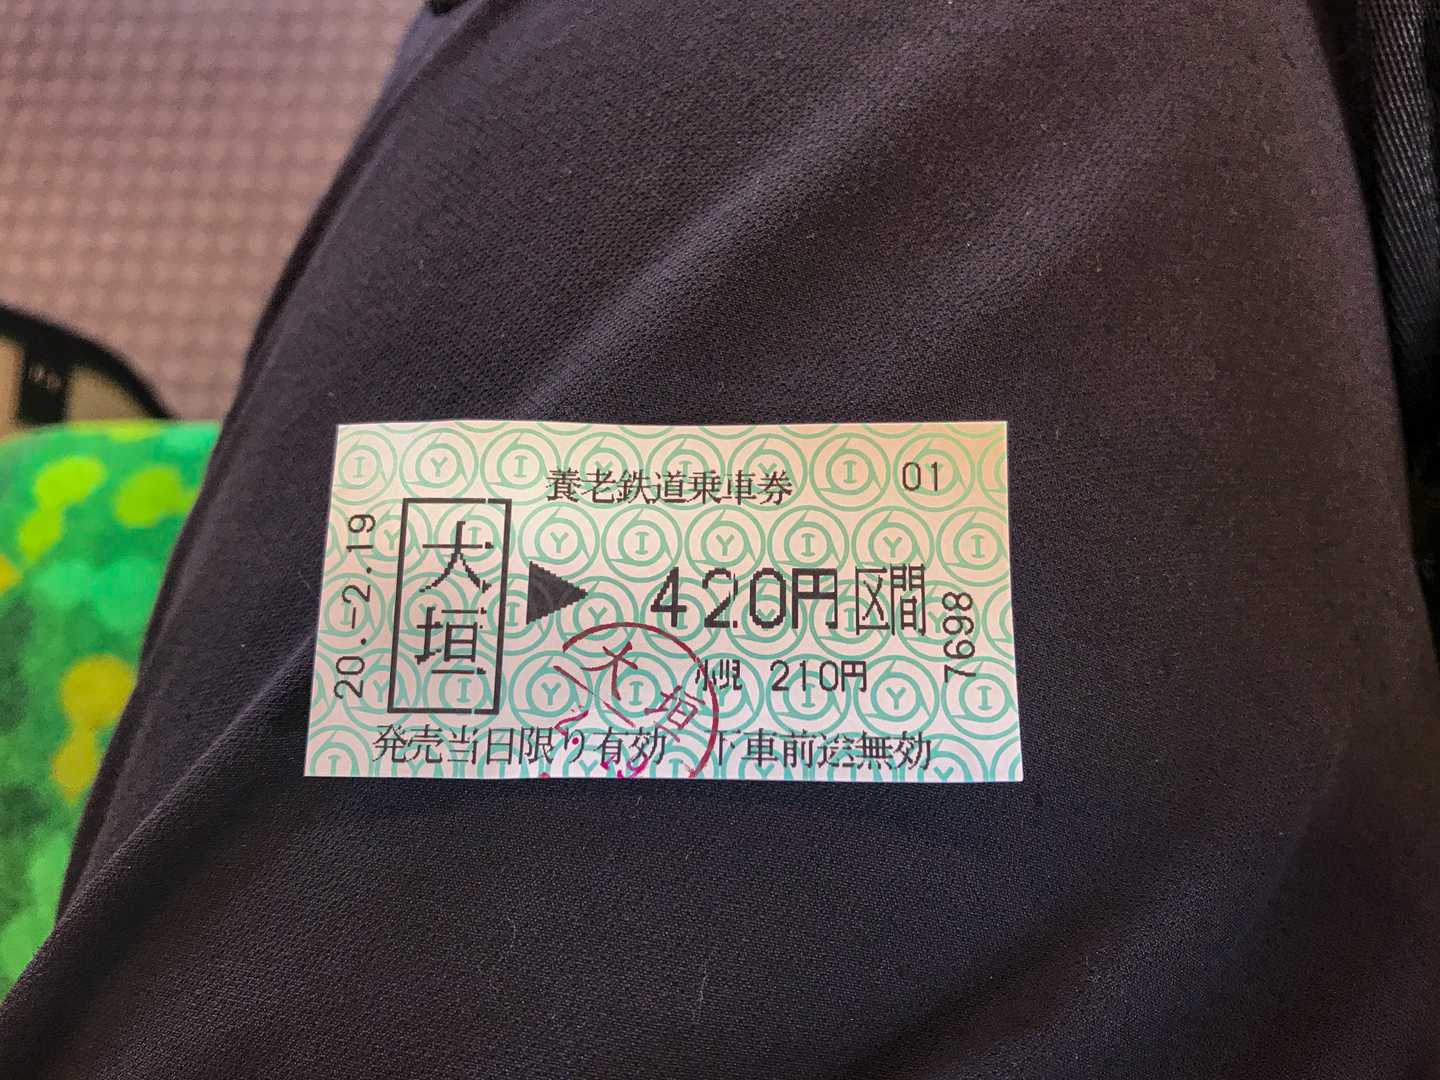 養老鉄道乗車券 01
20.-2.19
大垣 ▶ 420円区間
7698
小児 210円
発売当日限り有効 下車前途無効
大垣